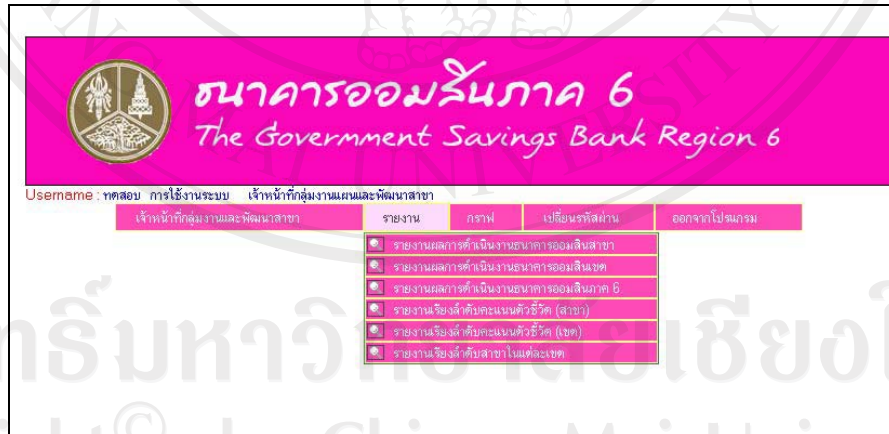 ธนาคารออมสินภาค 6
The Government Savings Bank Region 6
Username : ทดสอบ การใช้งานระบบ เจ้าหน้าที่กลุ่มงานแผนและพัฒนาสาขา
เจ้าหน้าที่กลุ่มงานและพัฒนาสาขา รายงาน กราฟ เปลี่ยนรหัสผ่าน ออกจากโปรแกรม
รายงานผลการดำเนินงานธนาคารออมสินสาขา
รายงานผลการดำเนินงานธนาคารออมสินเขต
รายงานผลการดำเนินงานธนาคารออมสินภาค 6
รายงานเรียงลำดับคะแนนตัวชี้วัด (สาขา)
รายงานเรียงลำดับคะแนนตัวชี้วัด (เขต)
รายงานเรียงลำดับสาขาในแต่ละเขต